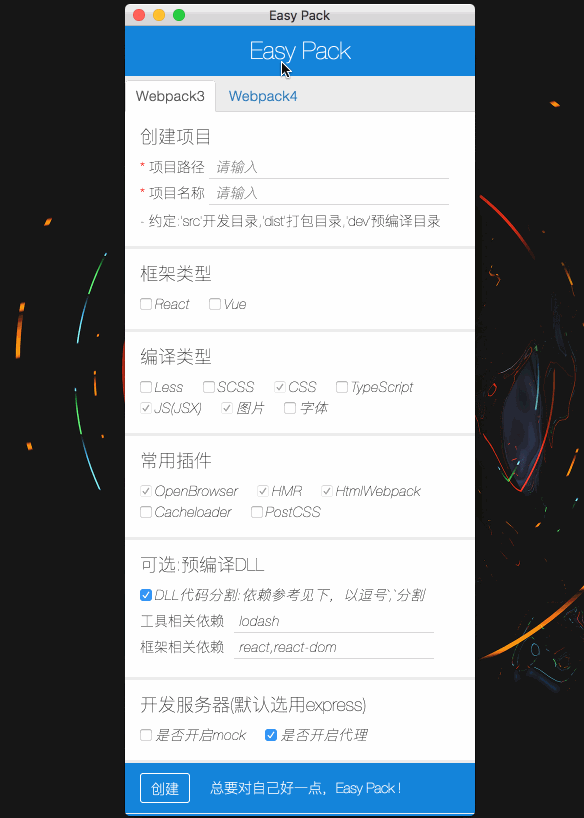 Easy Pack
Easy Pack
Webpack3 Webpack4
创建项目
* 项目路径 请输入
* 项目名称 请输入
- 约定:'src'开发目录,'dist'打包目录,'dev'预编译目录
框架类型
React Vue
编译类型
Less SCSS CSS TypeScript
JS(JSX) 图片 字体
常用插件
OpenBrowser HMR HtmlWebpack
Cacheloader PostCSS
可选:预编译DLL
DLL代码分割:依赖参考见下，以逗号`,`分割
工具相关依赖 lodash
框架相关依赖 react,react-dom
开发服务器(默认选用express)
是否开启mock 是否开启代理
创建 总要对自己好一点，Easy Pack !